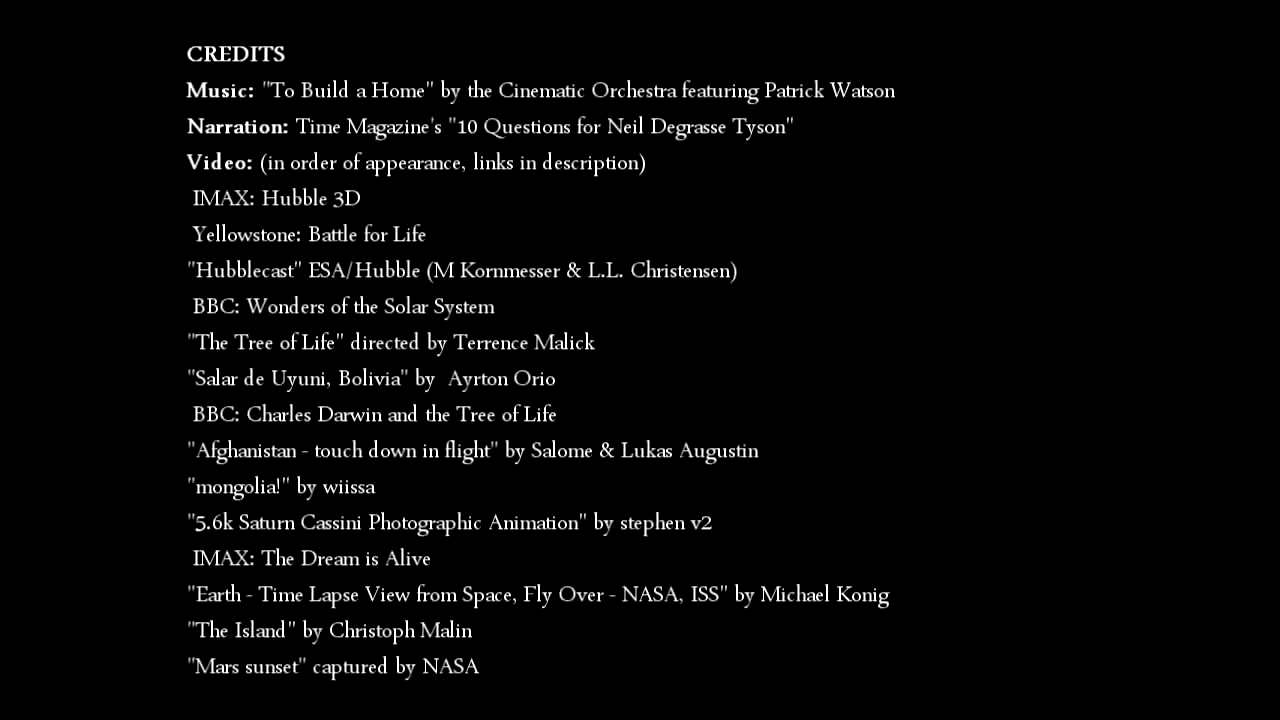 CREDITS
Music: "To Build a Home" by the Cinematic Orchestra featuring Patrick Watson
Narration: Time Magazine's "10 Questions for Neil Degrasse Tyson"
Video: (in order of appearance, links in description)
IMAX: Hubble 3D
Yellowstone: Battle for Life
"Hubblecast" ESA/Hubble (M Kornmesser & L.L. Christensen)
BBC: Wonders of the Solar System
"The Tree of Life" directed by Terrence Malick
"Salar de Uyuni, Bolivia" by  Ayrton Orio
BBC: Charles Darwin and the Tree of Life
"Afghanistan - touch down in flight" by Salome & Lukas Augustin
"mongolia!" by wiissa
"5.6k Saturn Cassini Photographic Animation" by stephen v2
IMAX: The Dream is Alive
"Earth - Time Lapse View from Space, Fly Over - NASA, ISS" by Michael Konig
"The Island" by Christoph Malin
"Mars sunset" captured by NASA